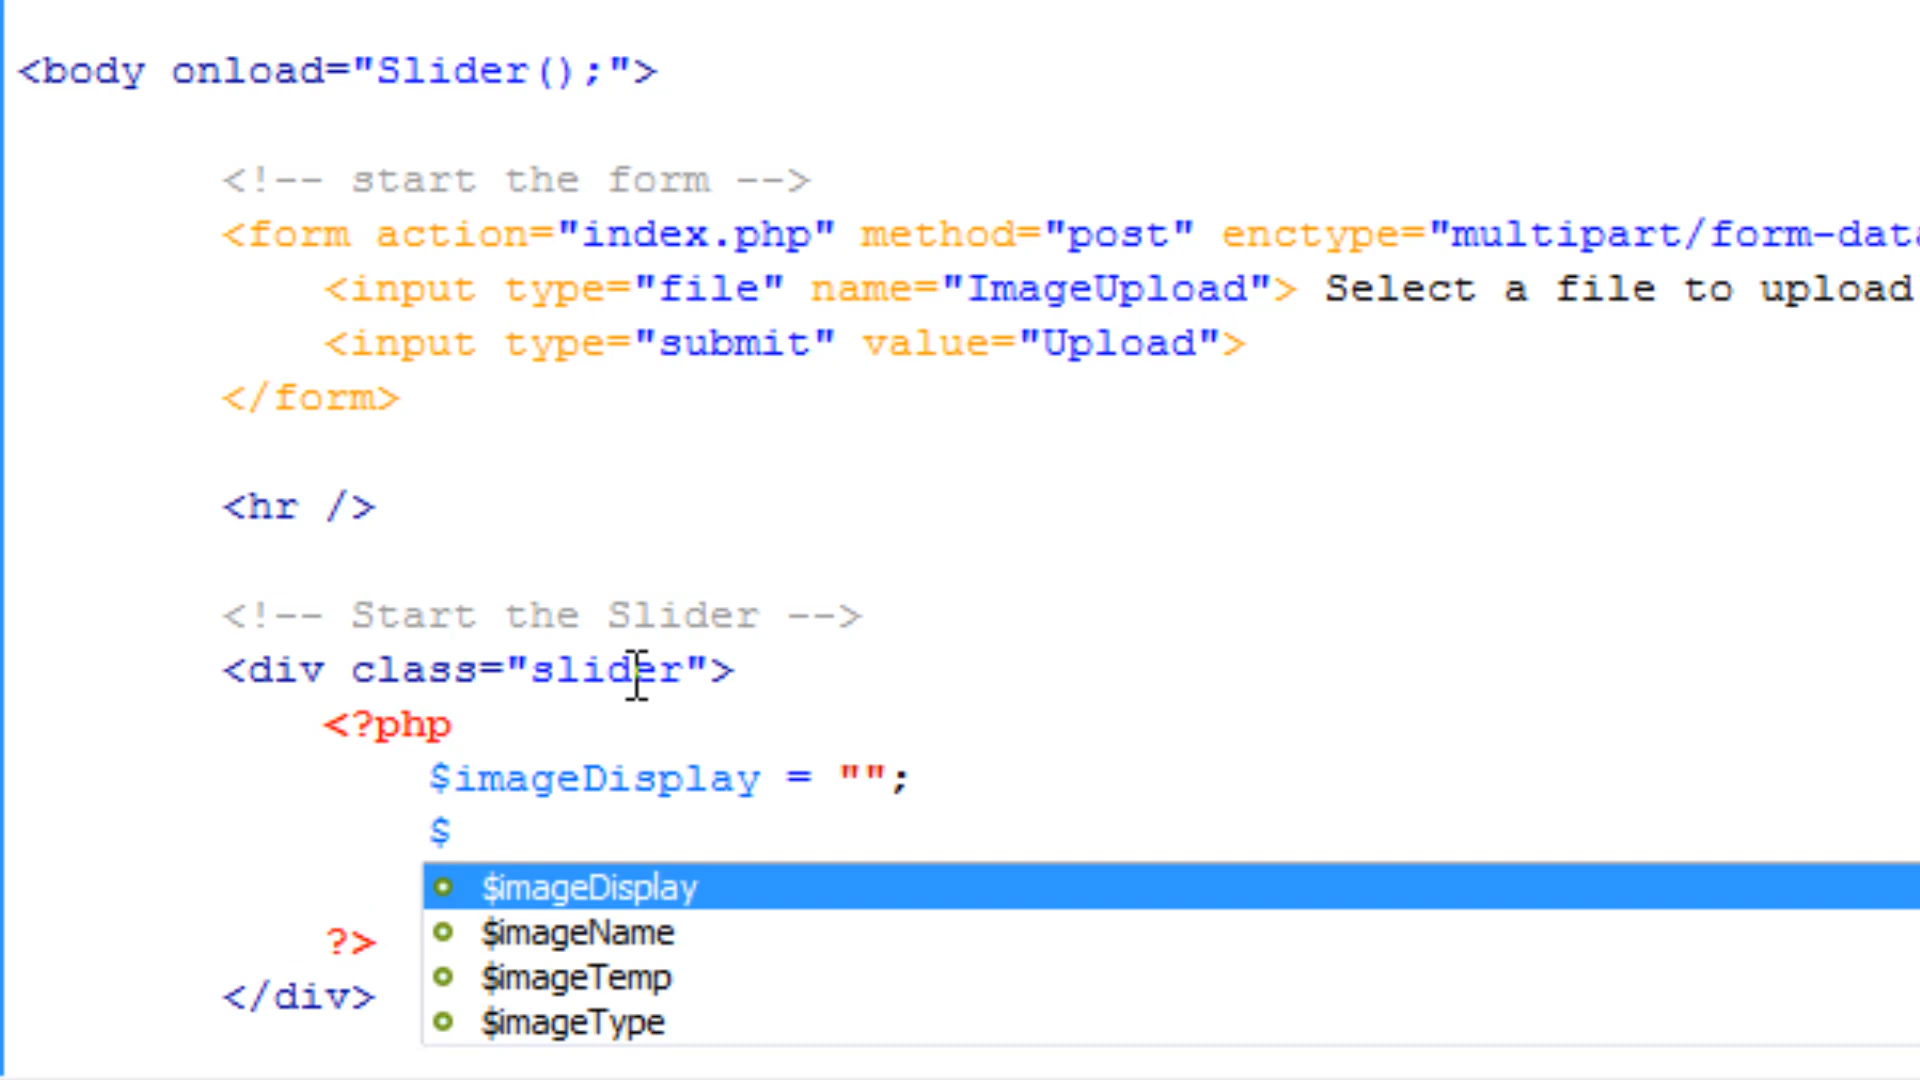 <body onload="Slider();">
<!-- start the form -->
<form action="index.php" method="post" enctype="multipart/form-data
<input type="file" name="ImageUpload"> Select a file to upload
<input type="submit" value="Upload">
</form>
<hr />
<!-- Start the Slider -->
<div class="slider">
<?php
$imageDisplay = "";
$
$imageDisplay
$imageName
?>
$imageTemp
</div>
$imageType